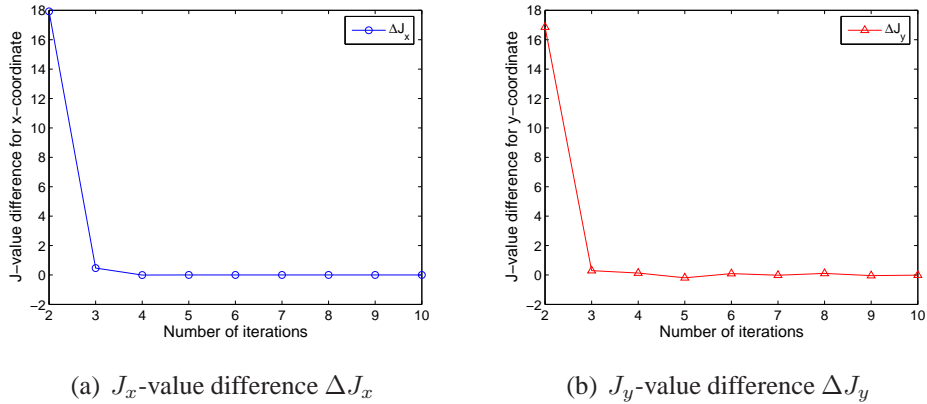 18
16
14
12
10
8
6
4
2
0
−2
J−value difference for x−coordinate
2 3 4 5 6 7 8 9 10
Number of iterations
ΔJx
(a) Jx-value difference ΔJx
18
16
14
12
10
8
6
4
2
0
−2
J−value difference for y−coordinate
2 3 4 5 6 7 8 9 10
Number of iterations
ΔJy
(b) Jy-value difference ΔJy